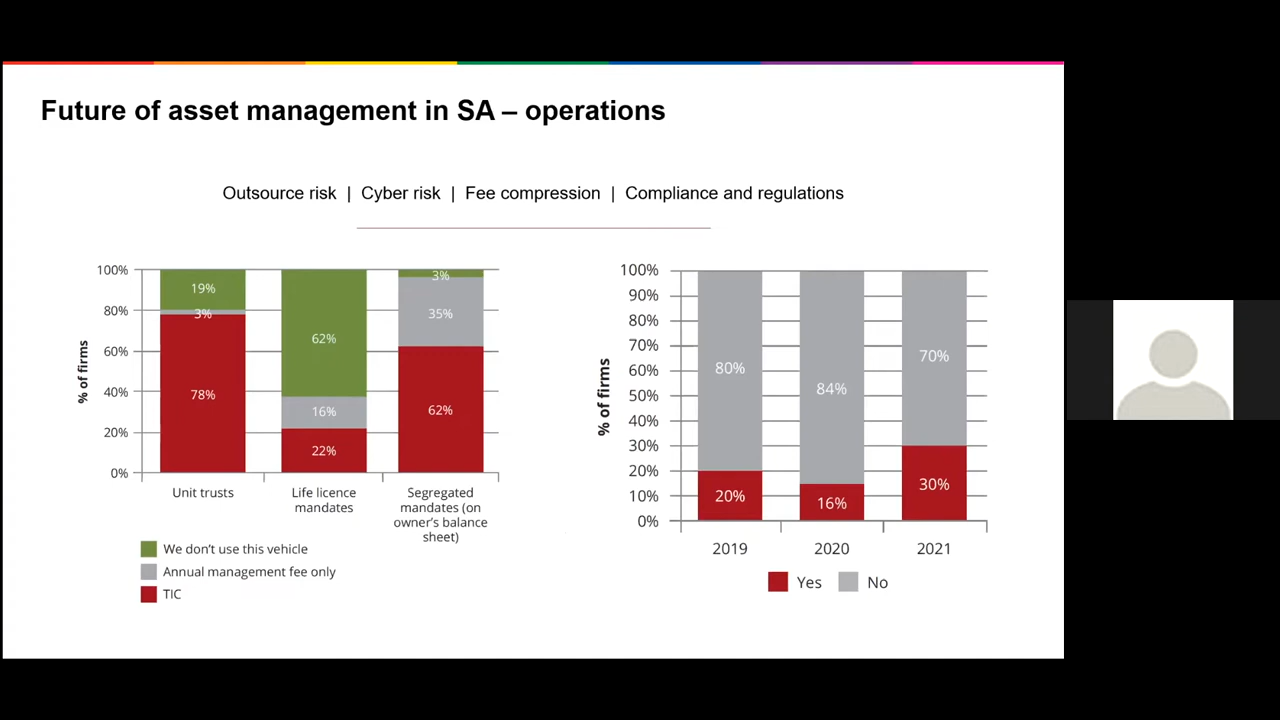 Future of asset management in SA – operations
Outsource risk | Cyber risk | Fee compression | Compliance and regulations
% of firms
100%
80%
60%
40%
20%
0%
19%
3%
78%
62%
16%
22%
3%
35%
62%
Unit trusts
Life licence
mandates
Segregated
mandates (on
owner's balance
sheet)
We don't use this vehicle
Annual management fee only
TIC
% of firms
100%
90%
80%
70%
60%
50%
40%
30%
20%
10%
0%
80%
20%
84%
16%
70%
30%
2019
2020
2021
Yes
No